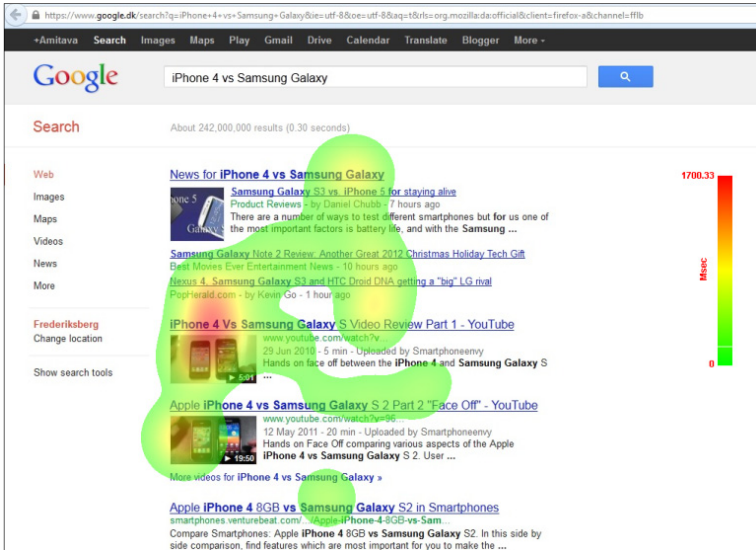 https://www.google.dk/search?q=iPhone+4+vs+Samsung+Galaxy&ie=utf-8&oe=utf-8&aq=t&rls=org.mozilla:da:official&client=firefox-a&channel=fflb
+Amitava Search Images Maps Play Gmail Drive Calendar Translate Blogger More
Google
iPhone 4 vs Samsung Galaxy
Search
About 242,000,000 results (0.30 seconds)
Web
Images
Maps
Videos
News
More
Frederiksberg
Change location
Show search tools
News for iPhone 4 vs Samsung Galaxy
Samsung Galaxy S3 vs. iPhone 5 for staying alive
Product Reviews - by Daniel Chubb - 7 hours ago
There are a number of ways to test different smartphones but for us one of
the most important factors is battery life, and with the Samsung ...
Samsung Galaxy Note 2 Review: Another Great 2012 Christmas Holiday Tech Gift
Best Movies Ever Entertainment News - 10 hours ago
Nexus 4, Samsung Galaxy S3 and HTC Droid DNA getting a "big" LG rival
PopHerald.com - by Kevin Go - 1 hour ago
iPhone 4 Vs Samsung Galaxy S Video Review Part 1 - YouTube
www.youtube.com/watch?v...
29 Jun 2010 - 5 min - Uploaded by Smartphoneenvy
Hands on face off between the iPhone 4 and Samsung Galaxy S
...
5:01
Apple iPhone 4 vs Samsung Galaxy S 2 Part 2 "Face Off" - YouTube
www.youtube.com/watch?v=96...
12 May 2011 - 20 min - Uploaded by Smartphoneenvy
Hands on Face Off comparing various aspects of the Apple
iPhone 4 vs Samsung Galaxy S 2. User ...
19:50
More videos for iPhone 4 vs Samsung Galaxy »
Apple iPhone 4 8GB vs Samsung Galaxy S2 in Smartphones
smartphones.venturebeat.com/.../Apple-iPhone-4-8GB-vs-Sam...
Compare Smartphones: Apple iPhone 4 8GB vs Samsung Galaxy S2. In this side by
side comparison, find features which are most important for you to make the ...
1700.33
Msec
0